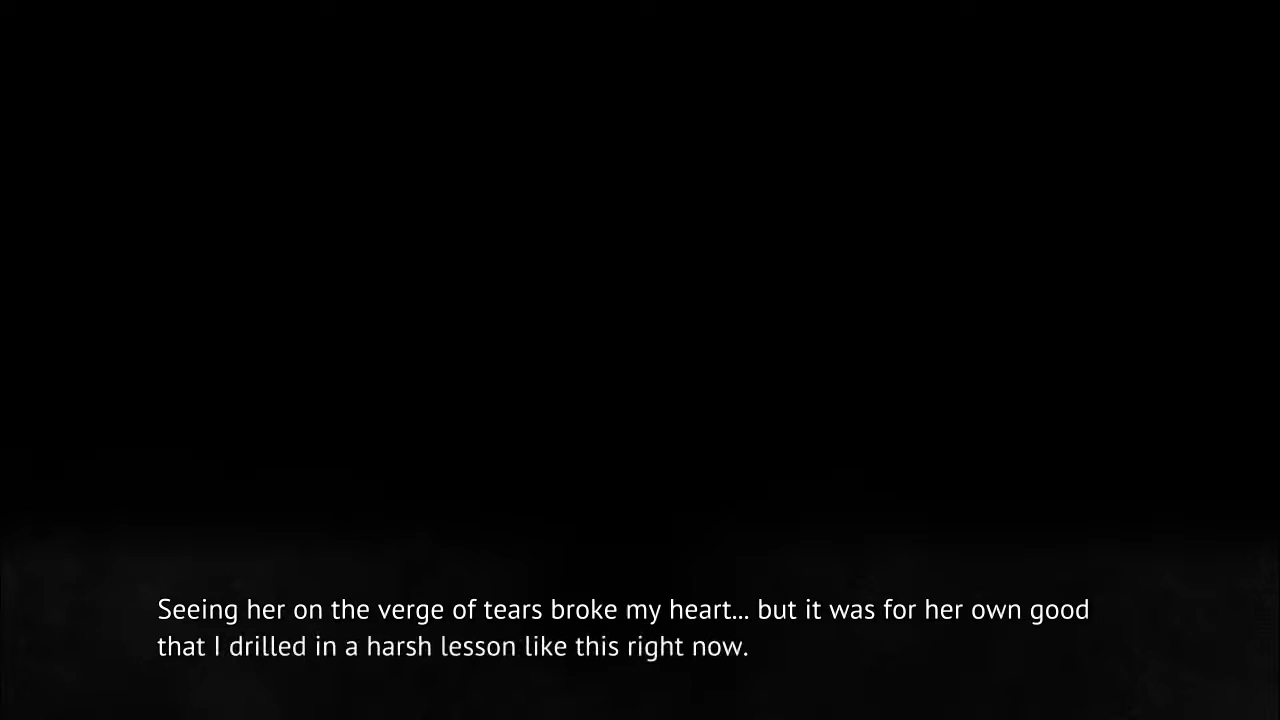 Seeing her on the verge of tears broke my heart... but it was for her own good
that I drilled in a harsh lesson like this right now.